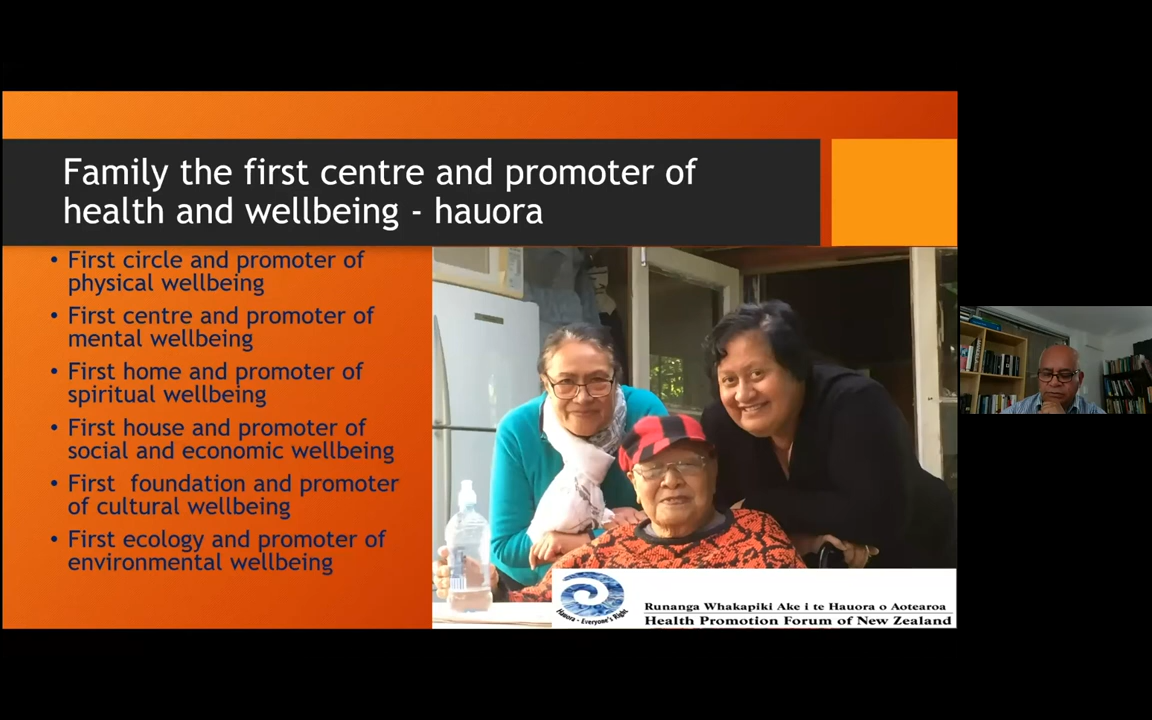 Family the first centre and promoter of
health and wellbeing - hauora
• First circle and promoter of
physical wellbeing
• First centre and promoter of
mental wellbeing
• First home and promoter of
spiritual wellbeing
• First house and promoter of
social and economic wellbeing
• First foundation and promoter
of cultural wellbeing
• First ecology and promoter of
environmental wellbeing
Hauora - Everyone's Right
Runanga Whakapiki Ake i te Hauora o Aotearoa
Health Promotion Forum of New Zealand